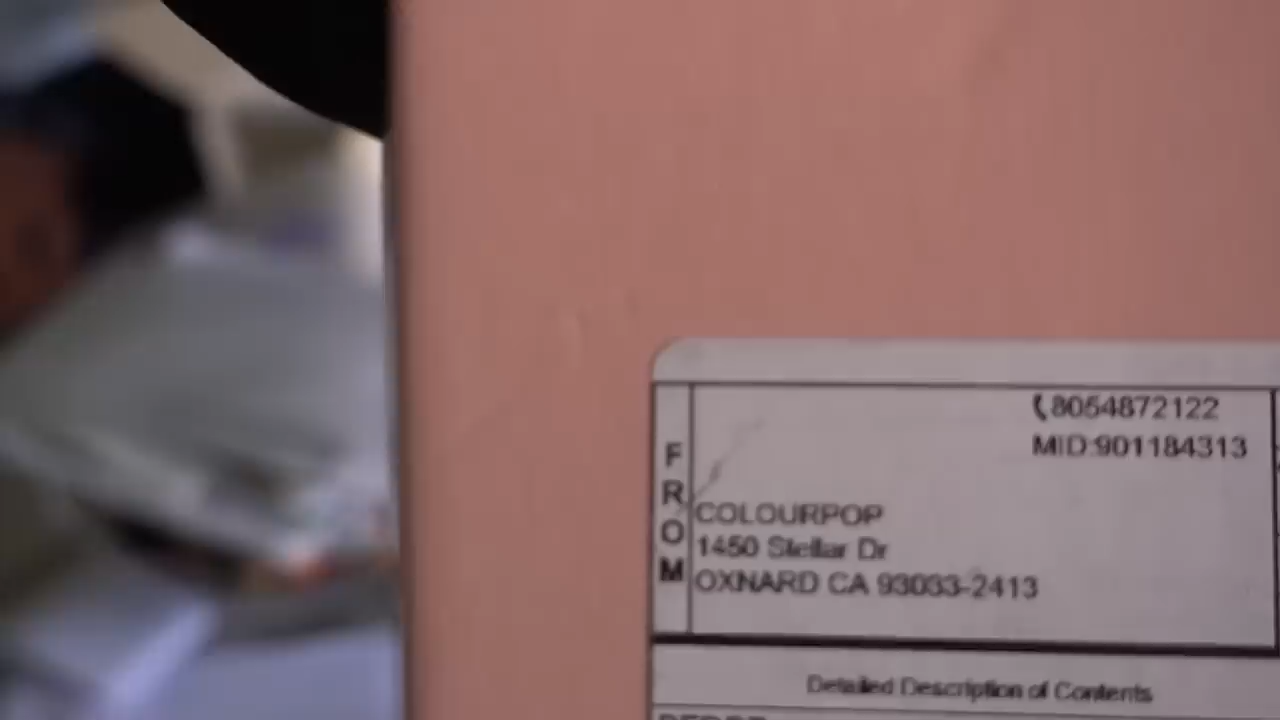 8054872122
MID:901184313
FROM
COLOURPOP
1450 Stellar Dr
OXNARD CA 93033-2413
Detailed Description of Contents